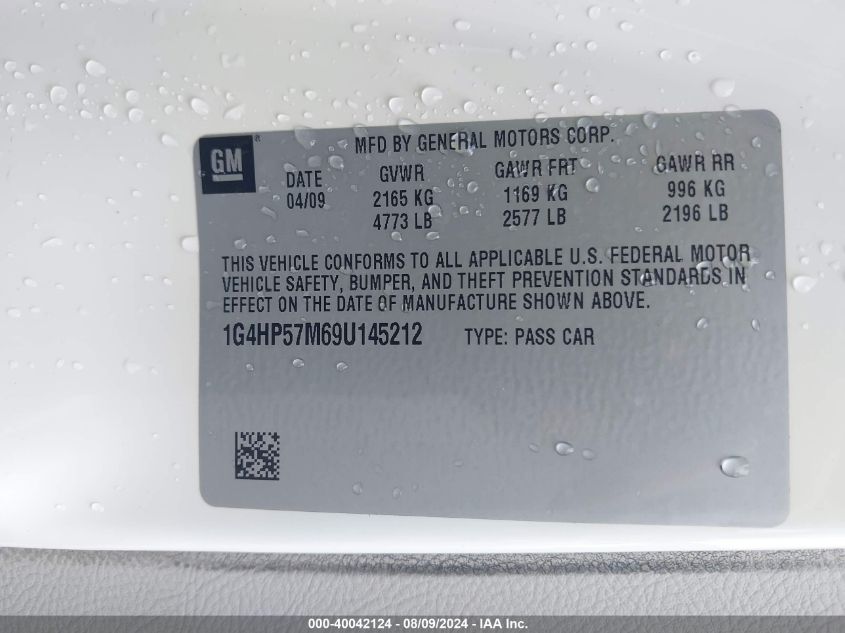 GM ®
MFD BY GENERAL MOTORS CORP.
DATE GVWR GAWR FRT GAWR RR
04/09 2165 KG 1169 KG 996 KG
4773 LB 2577 LB 2196 LB
THIS VEHICLE CONFORMS TO ALL APPLICABLE U.S. FEDERAL MOTOR
VEHICLE SAFETY, BUMPER, AND THEFT PREVENTION STANDARDS IN
EFFECT ON THE DATE OF MANUFACTURE SHOWN ABOVE.
1G4HP57M69U145212 TYPE: PASS CAR
000-40042124 - 08/09/2024 - IAA Inc.